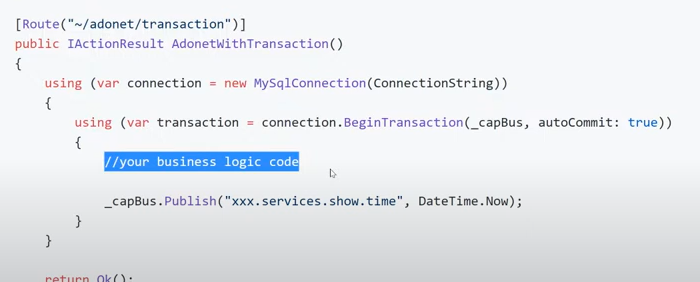 [Route("~/adonet/transaction")]
public IActionResult AdonetWithTransaction()
{
using (var connection = new MySqlConnection(ConnectionString))
{
using (var transaction = connection.BeginTransaction(_capBus, autoCommit: true))
{
//your business logic code
_capBus.Publish("xxx.services.show.time", DateTime.Now);
}
}
return Ok();